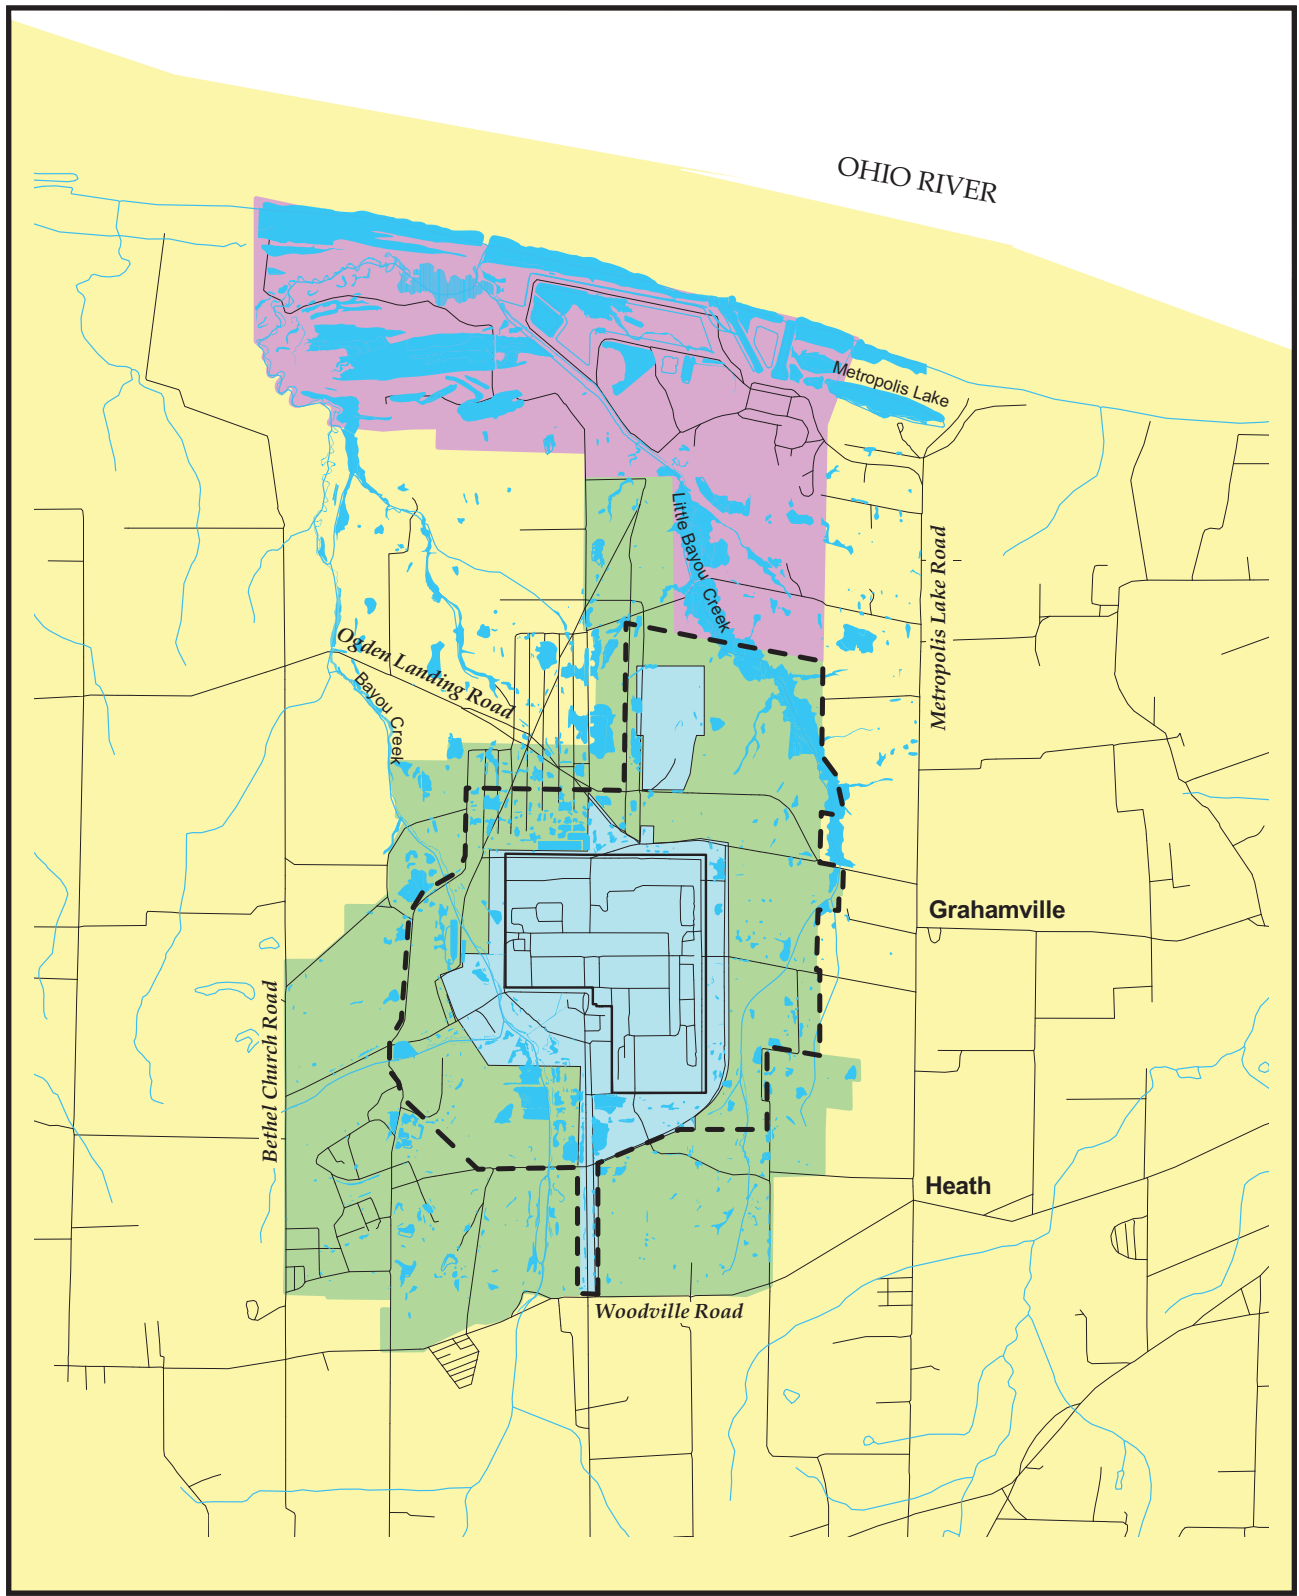 OHIO RIVER
Metropolis Lake
Little Bayou Creek
Metropolis Lake Road
Ogden Landing Road
Bayou Creek
Grahamville
Bethel Church Road
Heath
Woodville Road